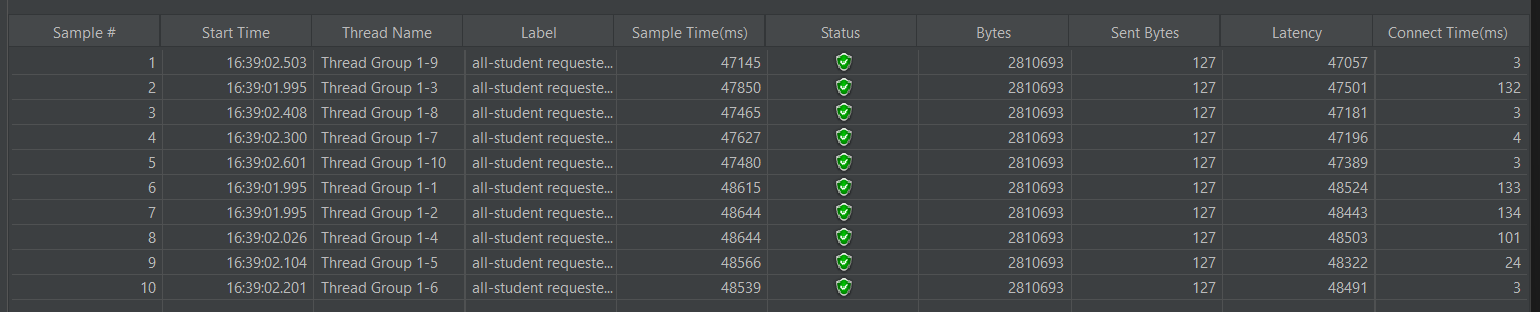 Sample # Start Time Thread Name Label Sample Time(ms) Status Bytes Sent Bytes Latency Connect Time(ms)
1 16:39:02.503 Thread Group 1-9 all-student requeste... 47145 2810693 127 47057 3
2 16:39:01.995 Thread Group 1-3 all-student requeste... 47850 2810693 127 47501 132
3 16:39:02.408 Thread Group 1-8 all-student requeste... 47465 2810693 127 47181 3
4 16:39:02.300 Thread Group 1-7 all-student requeste... 47627 2810693 127 47196 4
5 16:39:02.601 Thread Group 1-10 all-student requeste... 47480 2810693 127 47389 3
6 16:39:01.995 Thread Group 1-1 all-student requeste... 48615 2810693 127 48524 133
7 16:39:01.995 Thread Group 1-2 all-student requeste... 48644 2810693 127 48443 134
8 16:39:02.026 Thread Group 1-4 all-student requeste... 48644 2810693 127 48503 101
9 16:39:02.104 Thread Group 1-5 all-student requeste... 48566 2810693 127 48322 24
10 16:39:02.201 Thread Group 1-6 all-student requeste... 48539 2810693 127 48491 3